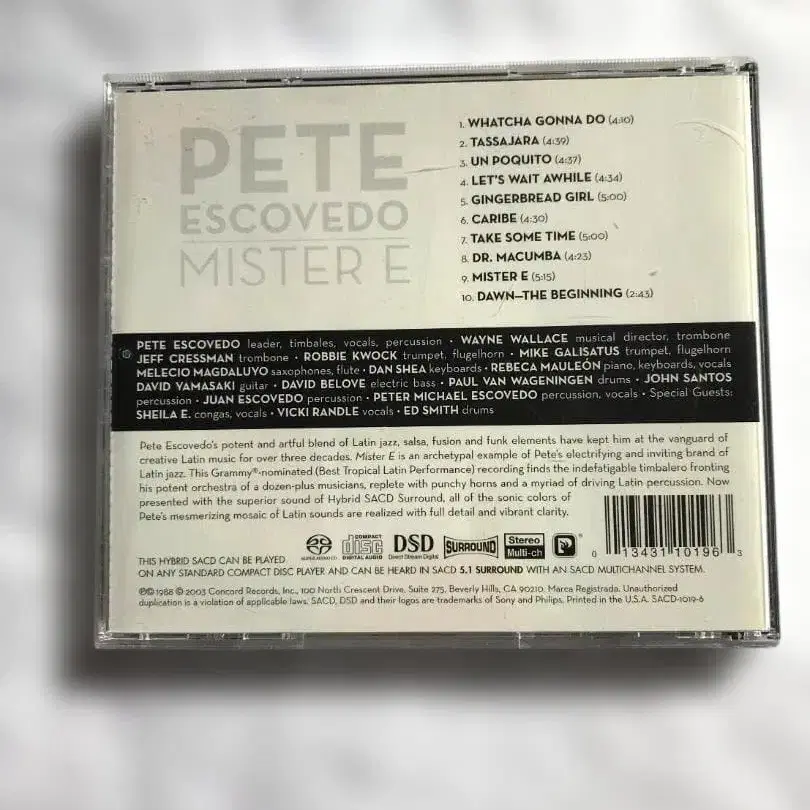 PETE
ESCOVEDO
MISTER E
1. WHATCHA GONNA DO (4:10)
2. TASSAJARA (4:39)
3. UN POQUITO (4:37)
4. LET'S WAIT AWHILE (4:34)
5. GINGERBREAD GIRL (5:00)
6. CARIBE (4:30)
7. TAKE SOME TIME (5:00)
8. DR. MACUMBA (4:23)
9. MISTER E (5:15)
10. DAWN—THE BEGINNING (2:43)
PETE ESCOVEDO leader, timbales, vocals, percussion • WAYNE WALLACE musical director, trombone
JEFF CRESSMAN trombone • ROBBIE KWOCK trumpet, flugelhorn • MIKE GALISATUS trumpet, flugelhorn
MELECIO MAGDALUYO saxophones, flute • DAN SHEA keyboards • REBECA MAULEÓN piano, keyboards, vocals
DAVID YAMASAKI guitar • DAVID BELOVE electric bass • PAUL VAN WAGENINGEN drums • JOHN SANTOS
percussion • JUAN ESCOVEDO percussion • PETER MICHAEL ESCOVEDO percussion, vocals • Special Guests:
SHEILA E. congas, vocals • VICKI RANDLE vocals • ED SMITH drums
Pete Escovedo's potent and artful blend of Latin jazz, salsa, fusion and funk elements have kept him at the vanguard of
creative Latin music for over three decades. Mister E is an archetypal example of Pete's electrifying and inviting brand of
Latin jazz. This Grammy®-nominated (Best Tropical Latin Performance) recording finds the indefatigable timbalero fronting
his potent orchestra of a dozen-plus musicians, replete with punchy horns and a myriad of driving Latin percussion. Now
presented with the superior sound of Hybrid SACD Surround, all of the sonic colors of
Pete's mesmerizing mosaic of Latin sounds are realized with full detail and vibrant clarity.
SUPER AUDIO CD
COMPACT disc DIGITAL AUDIO
DSD Direct Stream Digital
SURROUND
Stereo
Multi-ch
0 13431 10196 3
THIS HYBRID SACD CAN BE PLAYED
ON ANY STANDARD COMPACT DISC PLAYER AND CAN BE HEARD IN SACD 5.1 SURROUND WITH AN SACD MULTICHANNEL SYSTEM.
℗© 1988 © 2003 Concord Records, Inc., 100 North Crescent Drive, Suite 275, Beverly Hills, CA 90210. Marca Registrada. Unauthorized
duplication is a violation of applicable laws. SACD, DSD and their logos are trademarks of Sony and Philips. Printed in the U.S.A. SACD-1019-6